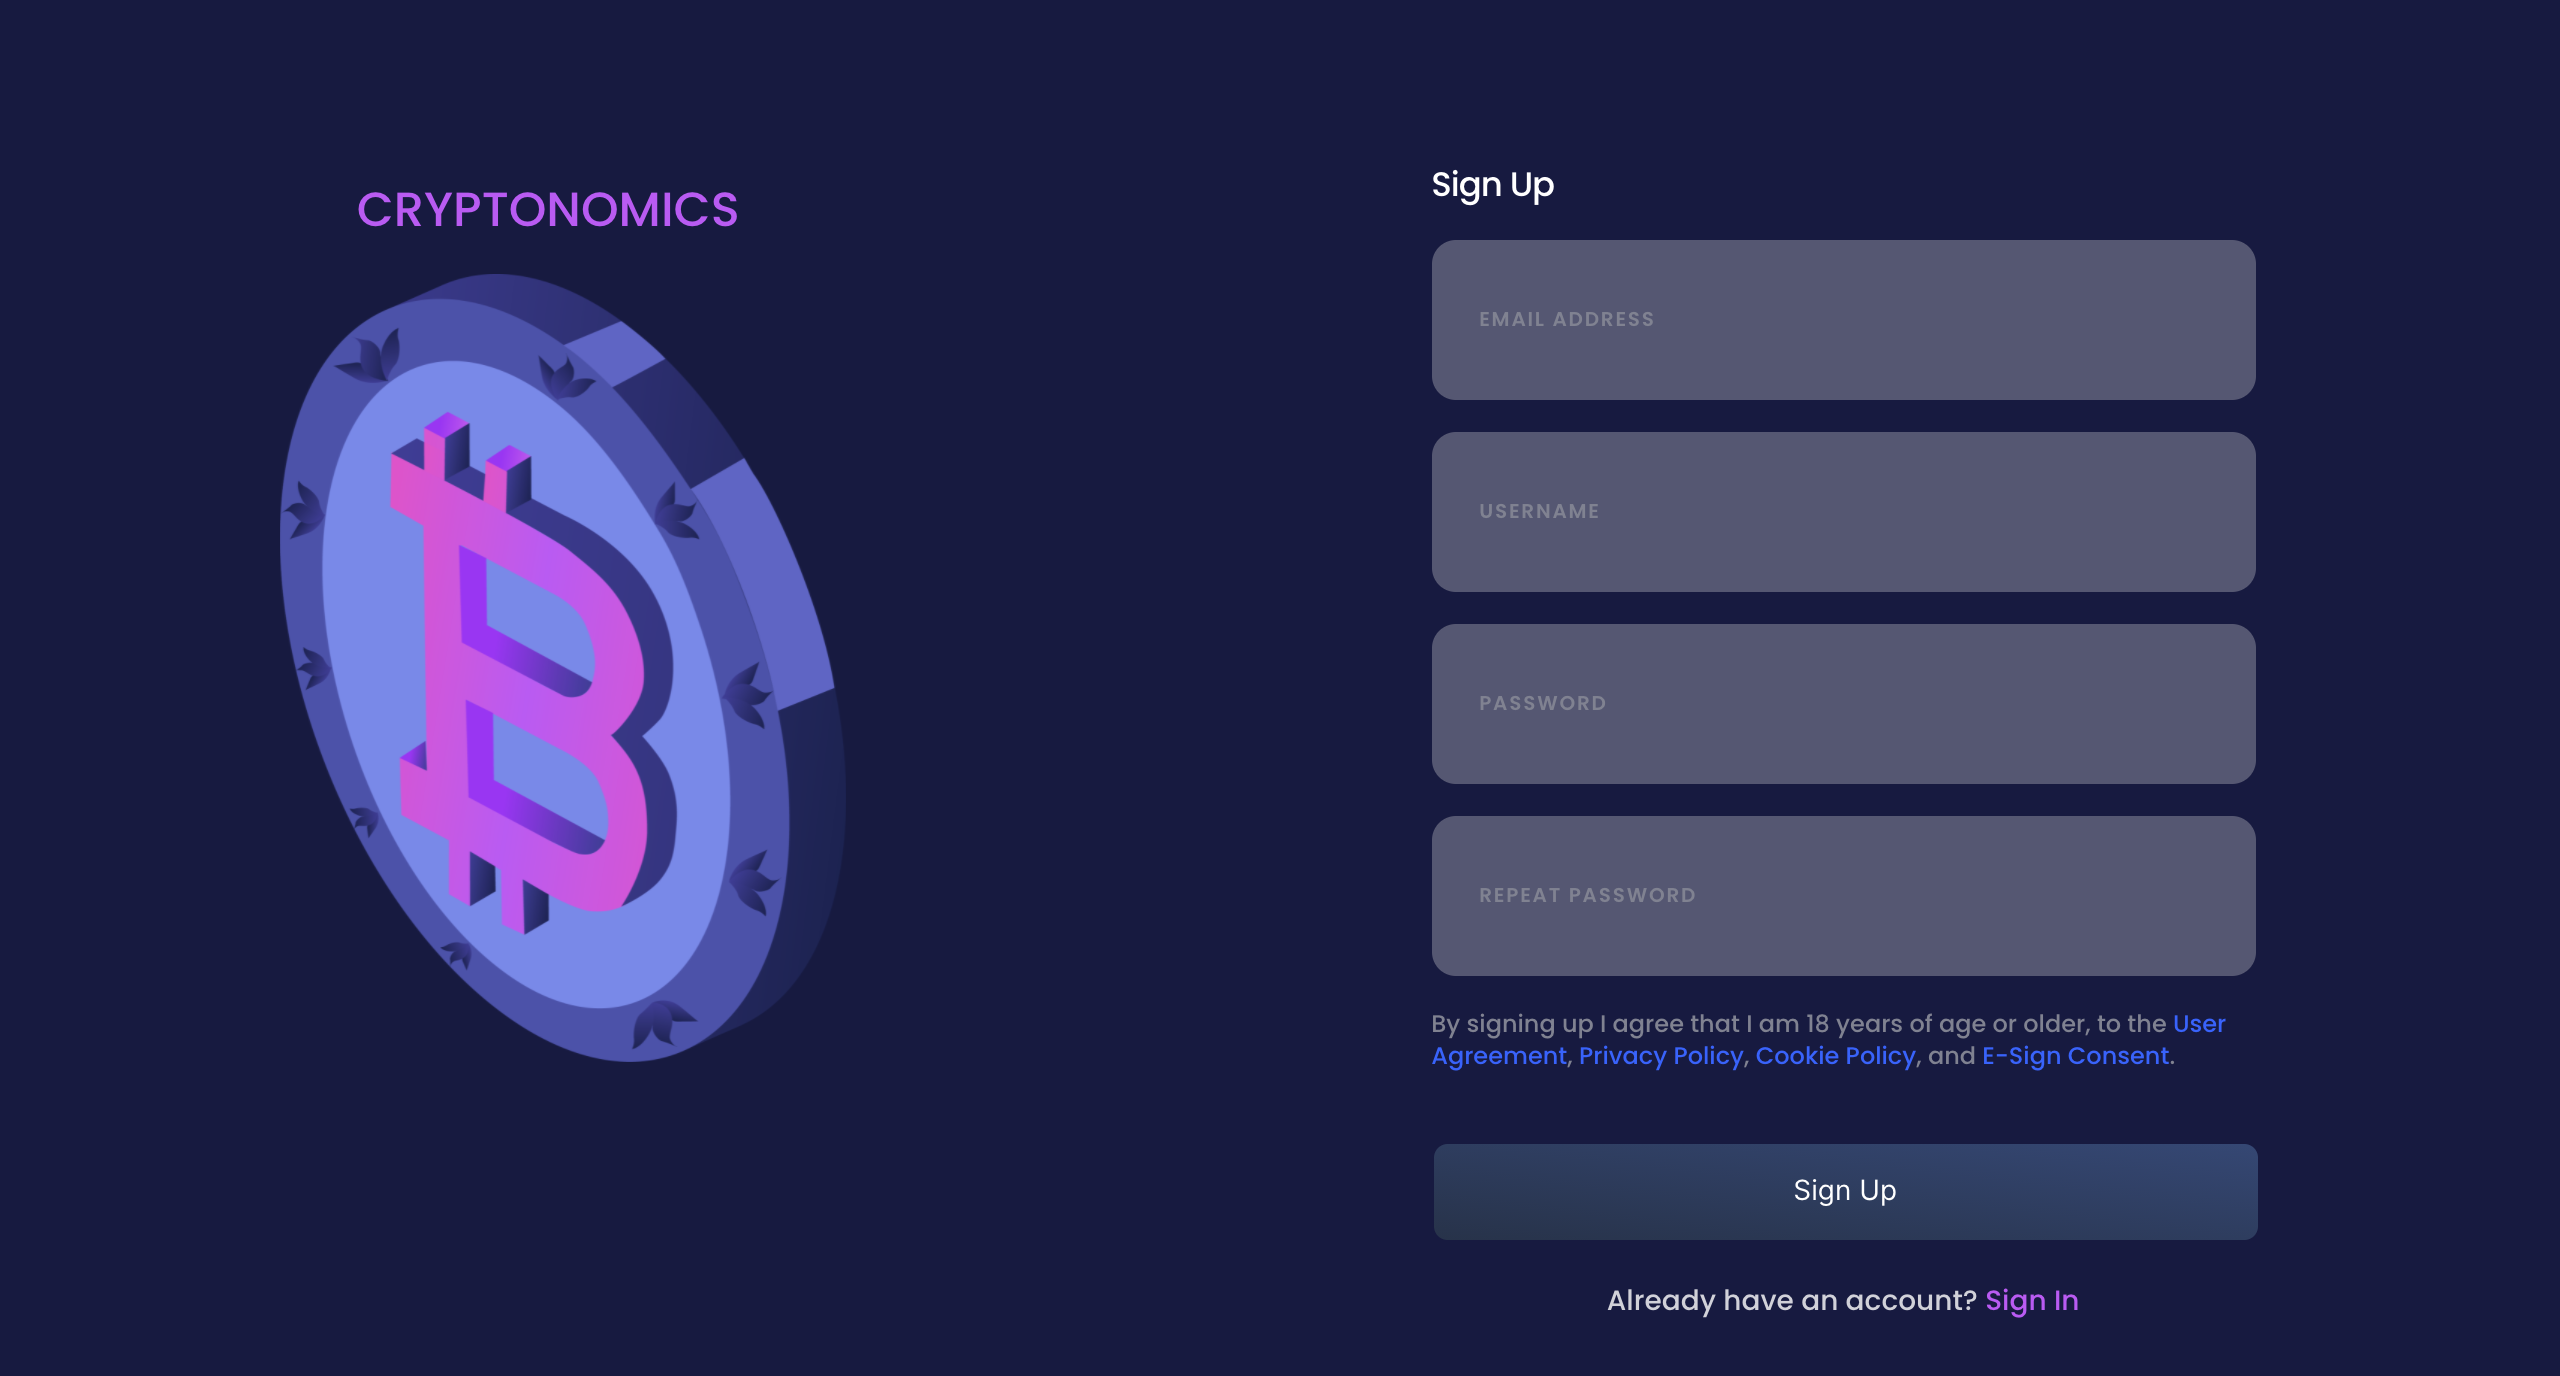 CRYPTONOMICS
Sign Up
EMAIL ADDRESS
USERNAME
PASSWORD
REPEAT PASSWORD
By signing up I agree that I am 18 years of age or older, to the User
Agreement, Privacy Policy, Cookie Policy, and E-Sign Consent.
Sign Up
Already have an account? Sign In